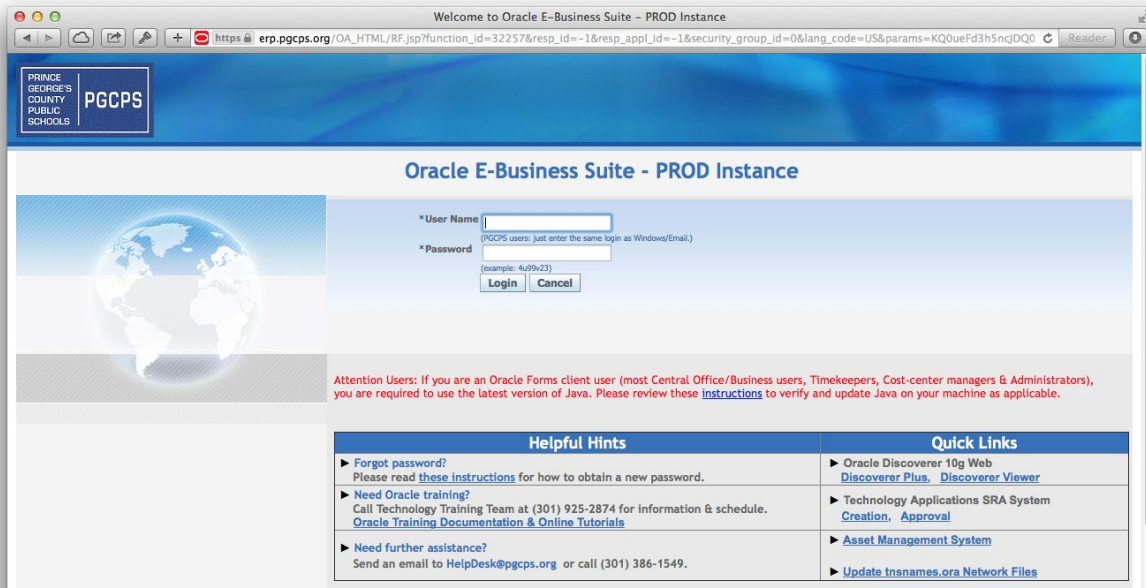 Welcome to Oracle E-Business Suite - PROD Instance
https erp.pgcps.org/OA_HTML/RF.jsp?function_id=32257&resp_id=-1&resp_appl_id=-1&security_group_id=0&lang_code=US&params=KQ0ueFd3h5ncJDQ0 Reader
PRINCE
GEORGE'S
COUNTY
PUBLIC
SCHOOLS
PGCPS
Oracle E-Business Suite - PROD Instance
*User Name
(PGCPS users: just enter the same login as Windows/Email.)
*Password
(example: 4u99v23)
Login Cancel
Attention Users: If you are an Oracle Forms client user (most Central Office/Business users, Timekeepers, Cost-center managers & Administrators),
you are required to use the latest version of Java. Please review these instructions to verify and update Java on your machine as applicable.
Helpful Hints
► Forgot password?
Please read these instructions for how to obtain a new password.
► Need Oracle training?
Call Technology Training Team at (301) 925-2874 for information & schedule.
Oracle Training Documentation & Online Tutorials
► Need further assistance?
Send an email to HelpDesk@pgcps.org or call (301) 386-1549.
Quick Links
► Oracle Discoverer 10g Web
Discoverer Plus, Discoverer Viewer
► Technology Applications SRA System
Creation, Approval
► Asset Management System
► Update tnsnames.ora Network Files